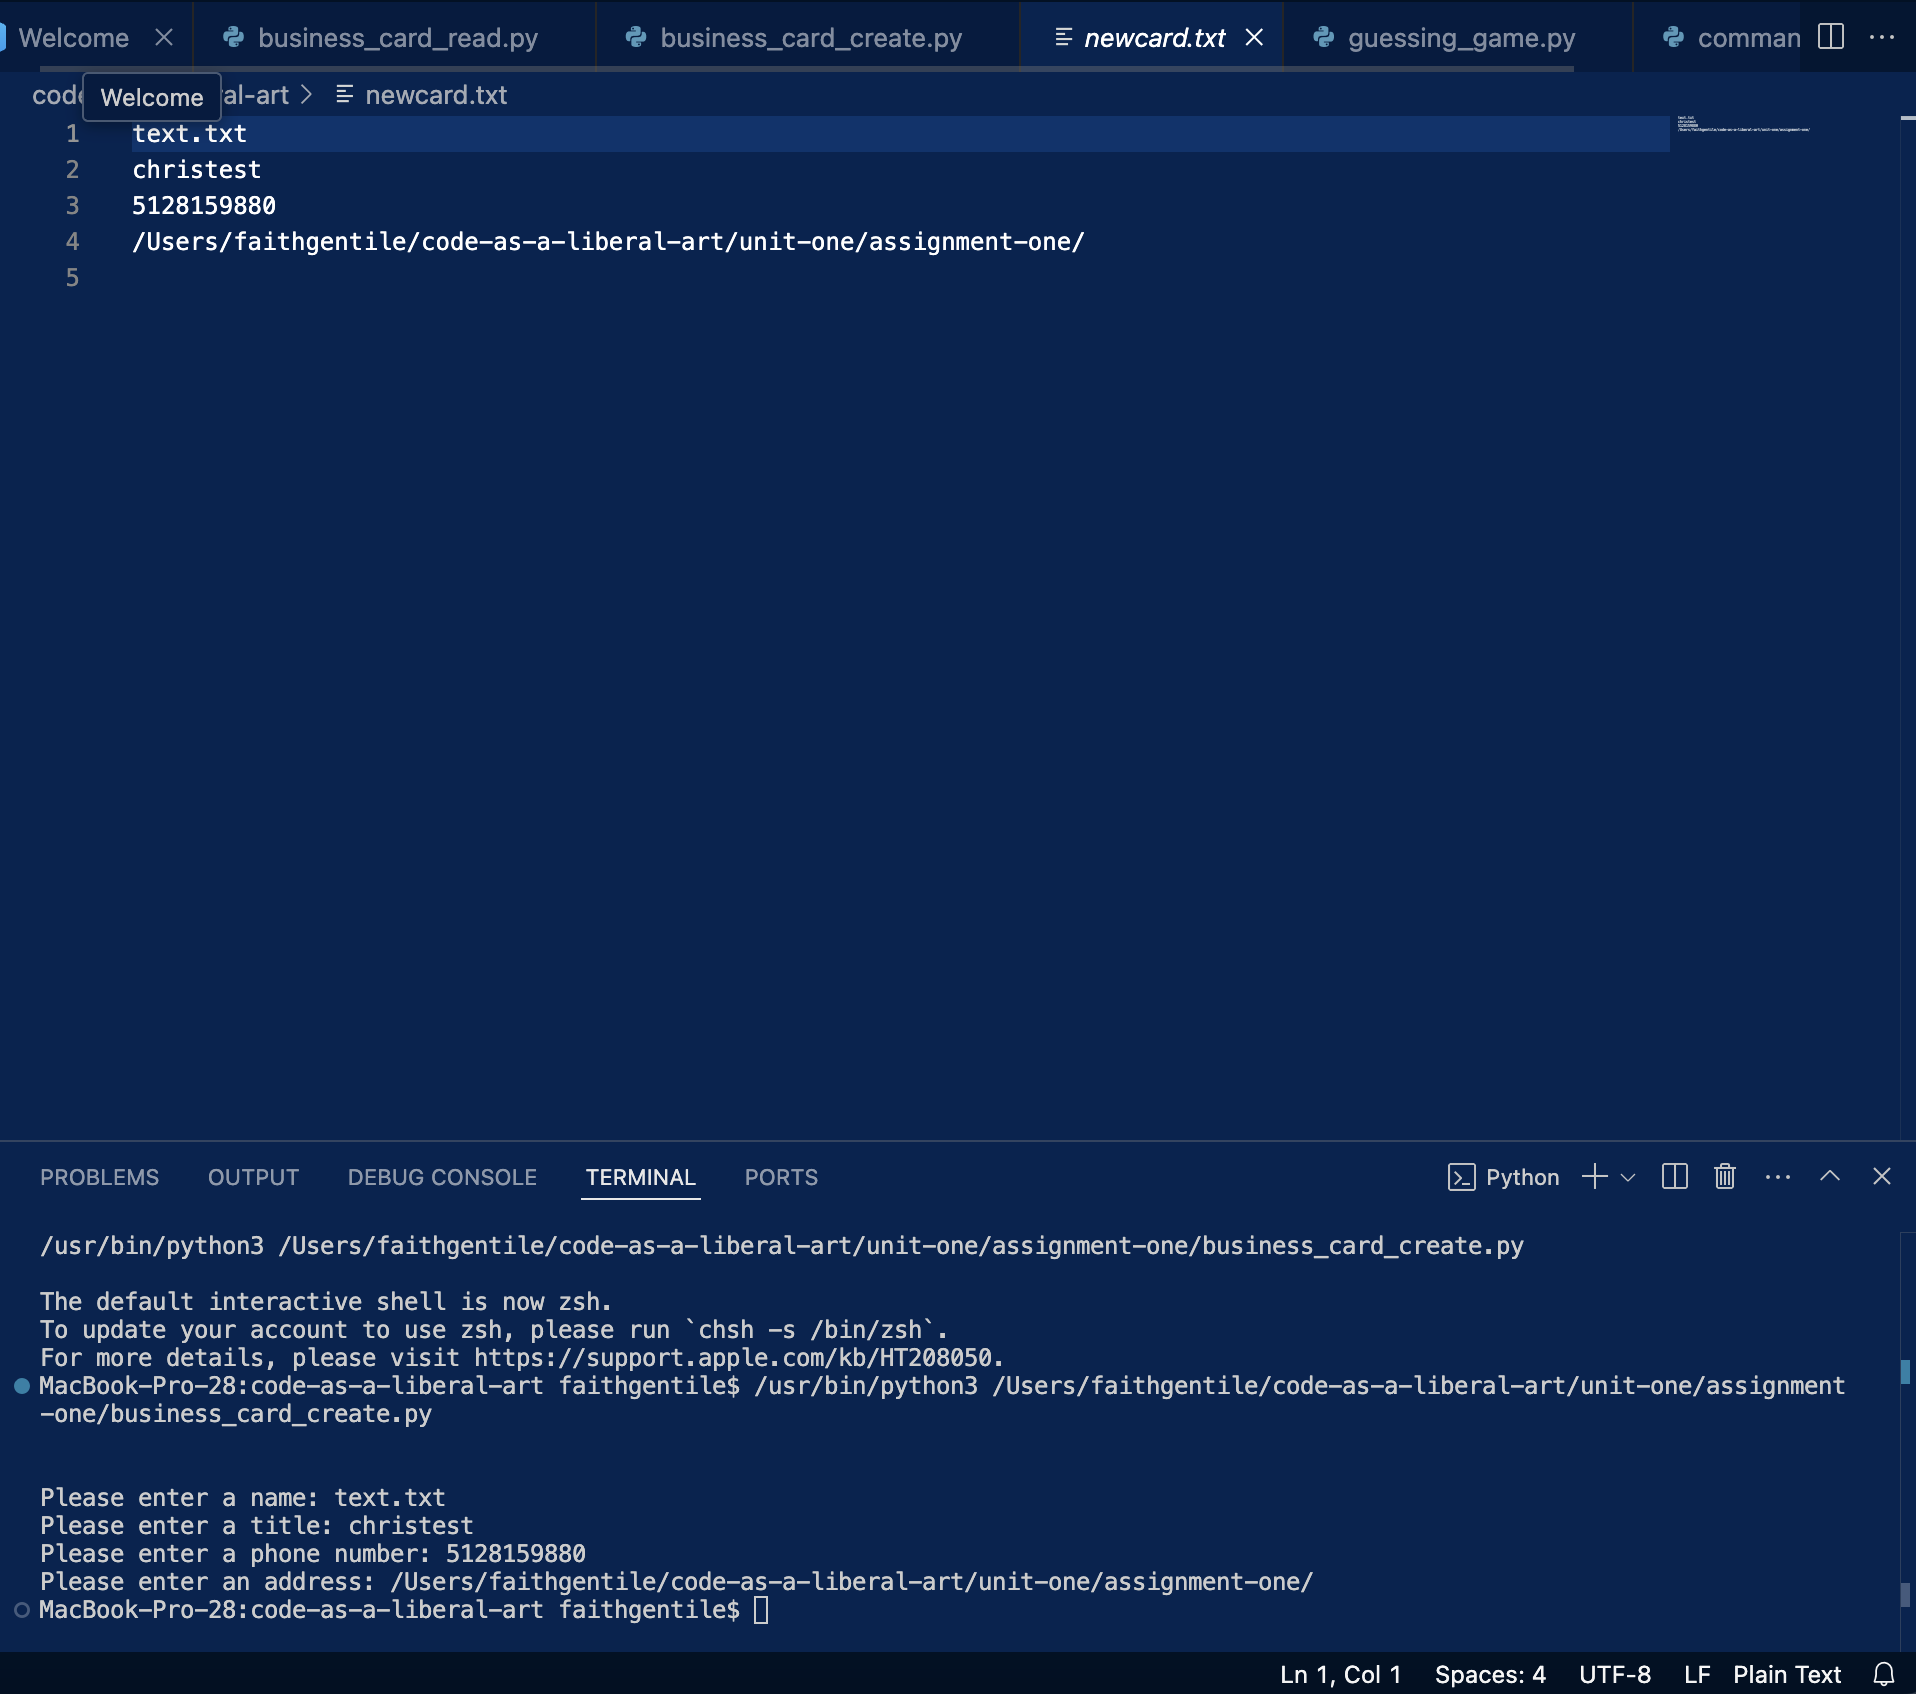 Welcome business_card_read.py business_card_create.py newcard.txt guessing_game.py comman
code Welcome al-art > newcard.txt
1 text.txt
2 christest
3 5128159880
4 /Users/faithgentile/code-as-a-liberal-art/unit-one/assignment-one/
5
PROBLEMS OUTPUT DEBUG CONSOLE TERMINAL PORTS Python
/usr/bin/python3 /Users/faithgentile/code-as-a-liberal-art/unit-one/assignment-one/business_card_create.py
The default interactive shell is now zsh.
To update your account to use zsh, please run `chsh -s /bin/zsh`.
For more details, please visit https://support.apple.com/kb/HT208050.
MacBook-Pro-28:code-as-a-liberal-art faithgentile$ /usr/bin/python3 /Users/faithgentile/code-as-a-liberal-art/unit-one/assignment
-one/business_card_create.py
Please enter a name: text.txt
Please enter a title: christest
Please enter a phone number: 5128159880
Please enter an address: /Users/faithgentile/code-as-a-liberal-art/unit-one/assignment-one/
MacBook-Pro-28:code-as-a-liberal-art faithgentile$
Ln 1, Col 1 Spaces: 4 UTF-8 LF Plain Text